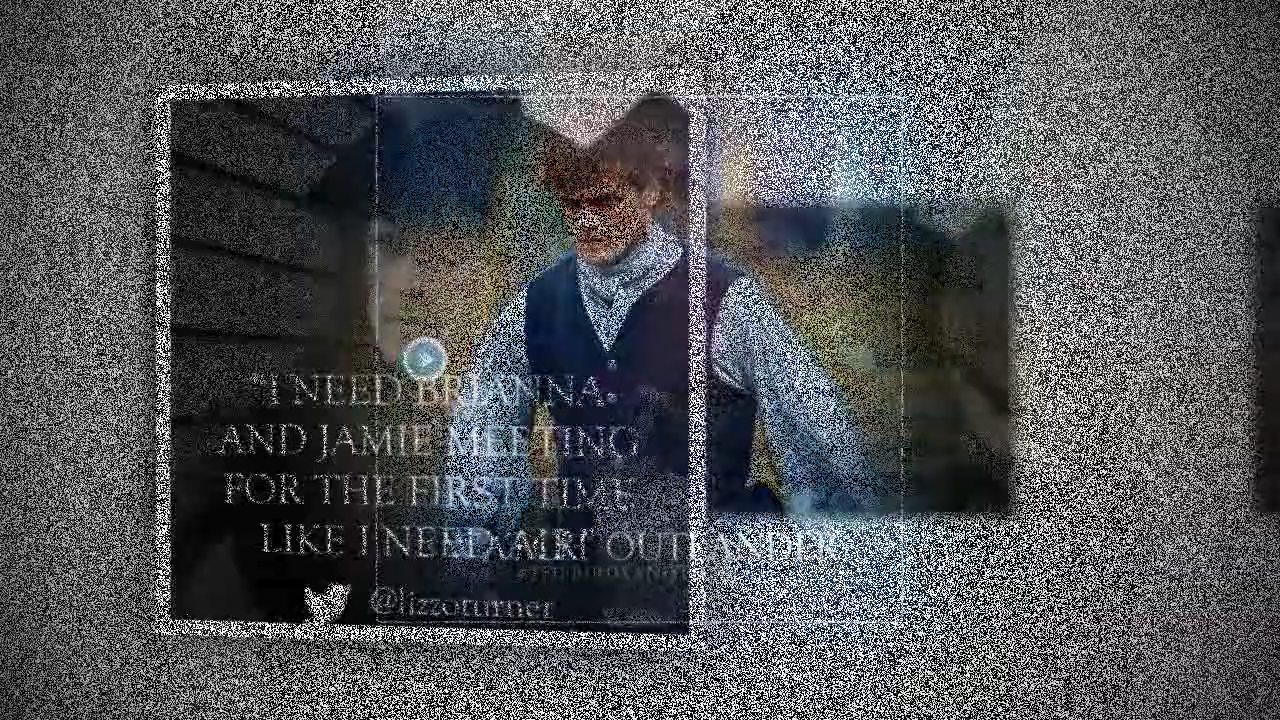 "I NEED BRIANNA
AND JAMIE MEETING
FOR THE FIRST TIME
LIKE I NEED AIR!" OUTLANDER
@lizzoturner